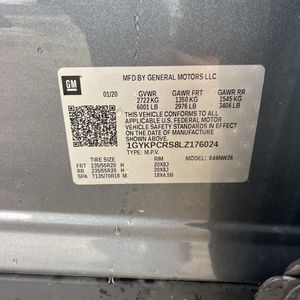 GM
MFD BY GENERAL MOTORS LLC
01/20 GVWR GAWR FRT GAWR RR
2722 KG 1350 KG 1545 KG
6001 LB 2976 LB 3406 LB
THIS VEHICLE CONFORMS TO ALL
APPLICABLE U.S. FEDERAL MOTOR
VEHICLE SAFETY STANDARDS IN EFFECT
ON THE DATE OF MANUFACTURE
SHOWN ABOVE.
1GYKPCRS8LZ176024
TYPE: M.P.V. MODEL:
TIRE SIZE RIM
FRT 235/55R20 H 20X8J
RR 235/55R20 H 20X8J
SPA T135/70R18 M 18X4.5B